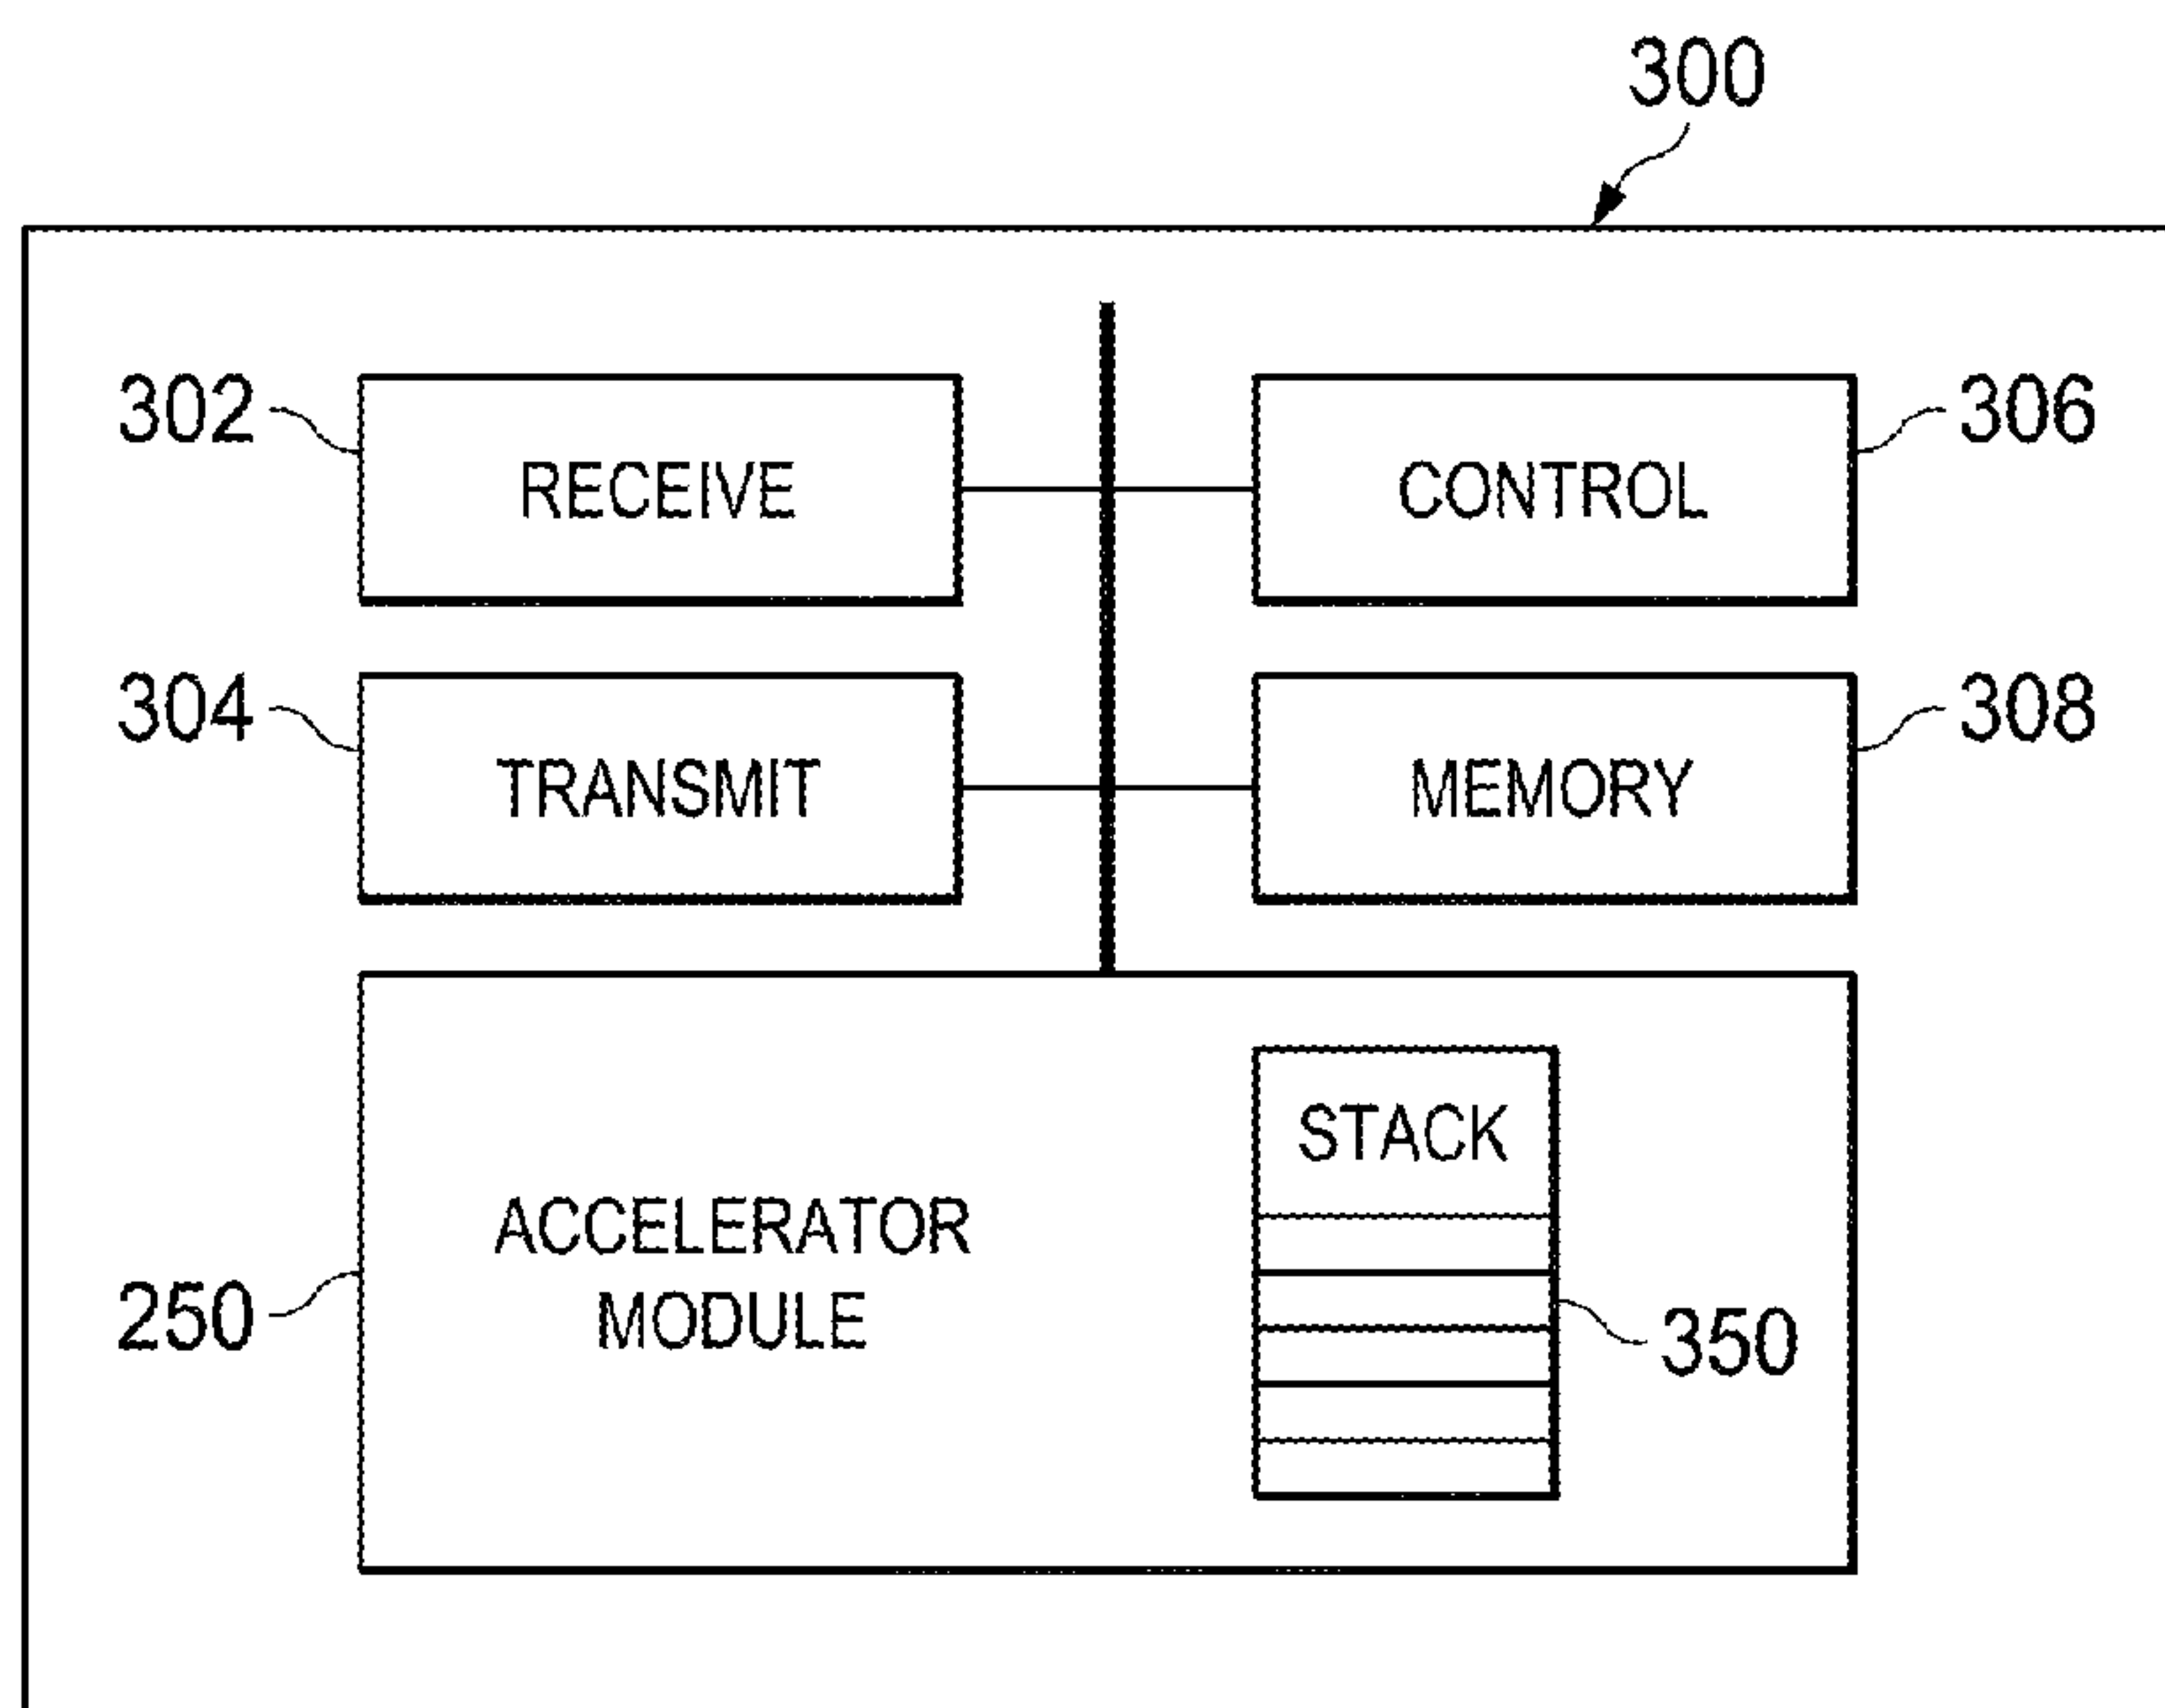 300
302
RECEIVE
CONTROL
306
304
TRANSMIT
MEMORY
308
STACK
ACCELERATOR
MODULE
250
350